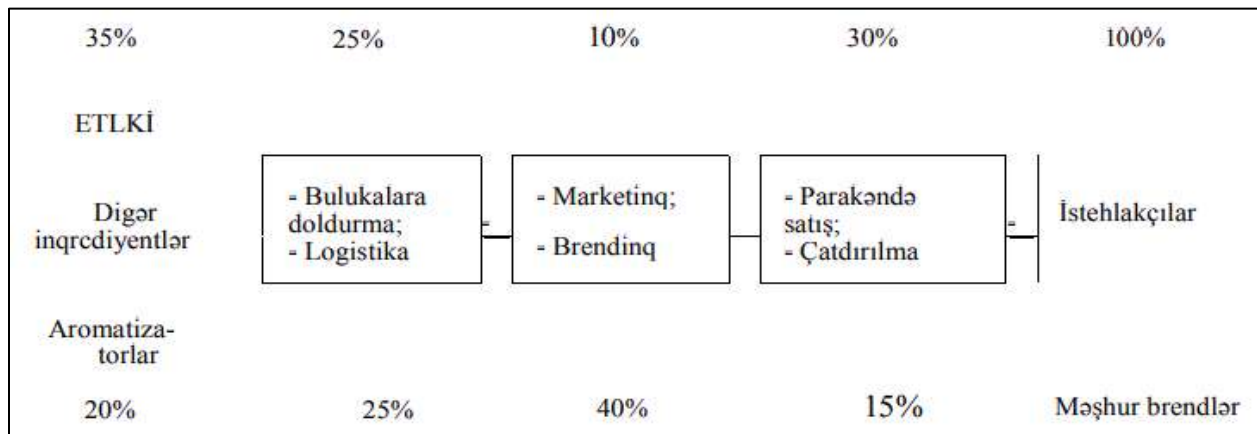 35% 25% 10% 30% 100%
ETLKİ
Digər
inqrcdiyentlər
Aromatiza-
torlar
- Bulukalara
doldurma;
- Logistika
- Marketinq;
- Brendinq
- Parakəndə
satış;
- Çatdırılma
İstehlakçılar
20% 25% 40% 15% Məşhur brendlər